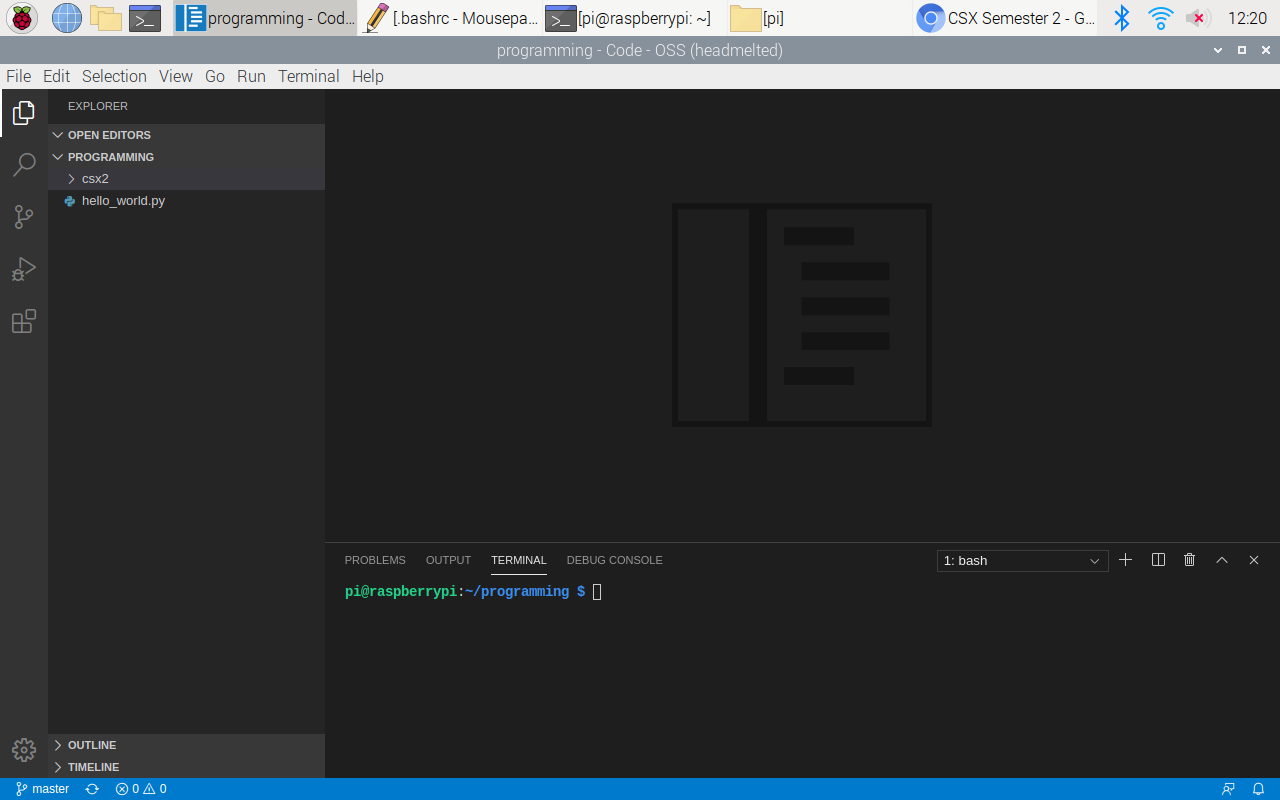 programming - Cod... [.bashrc - Mousepa... [pi@raspberrypi: ~] [pi] CSX Semester 2 - G... 12:20
programming - Code - OSS (headmelted)
File Edit Selection View Go Run Terminal Help
EXPLORER
OPEN EDITORS
PROGRAMMING
csx2
hello_world.py
PROBLEMS OUTPUT TERMINAL DEBUG CONSOLE 1: bash
pi@raspberrypi:~/programming $
OUTLINE
TIMELINE
master 0 0